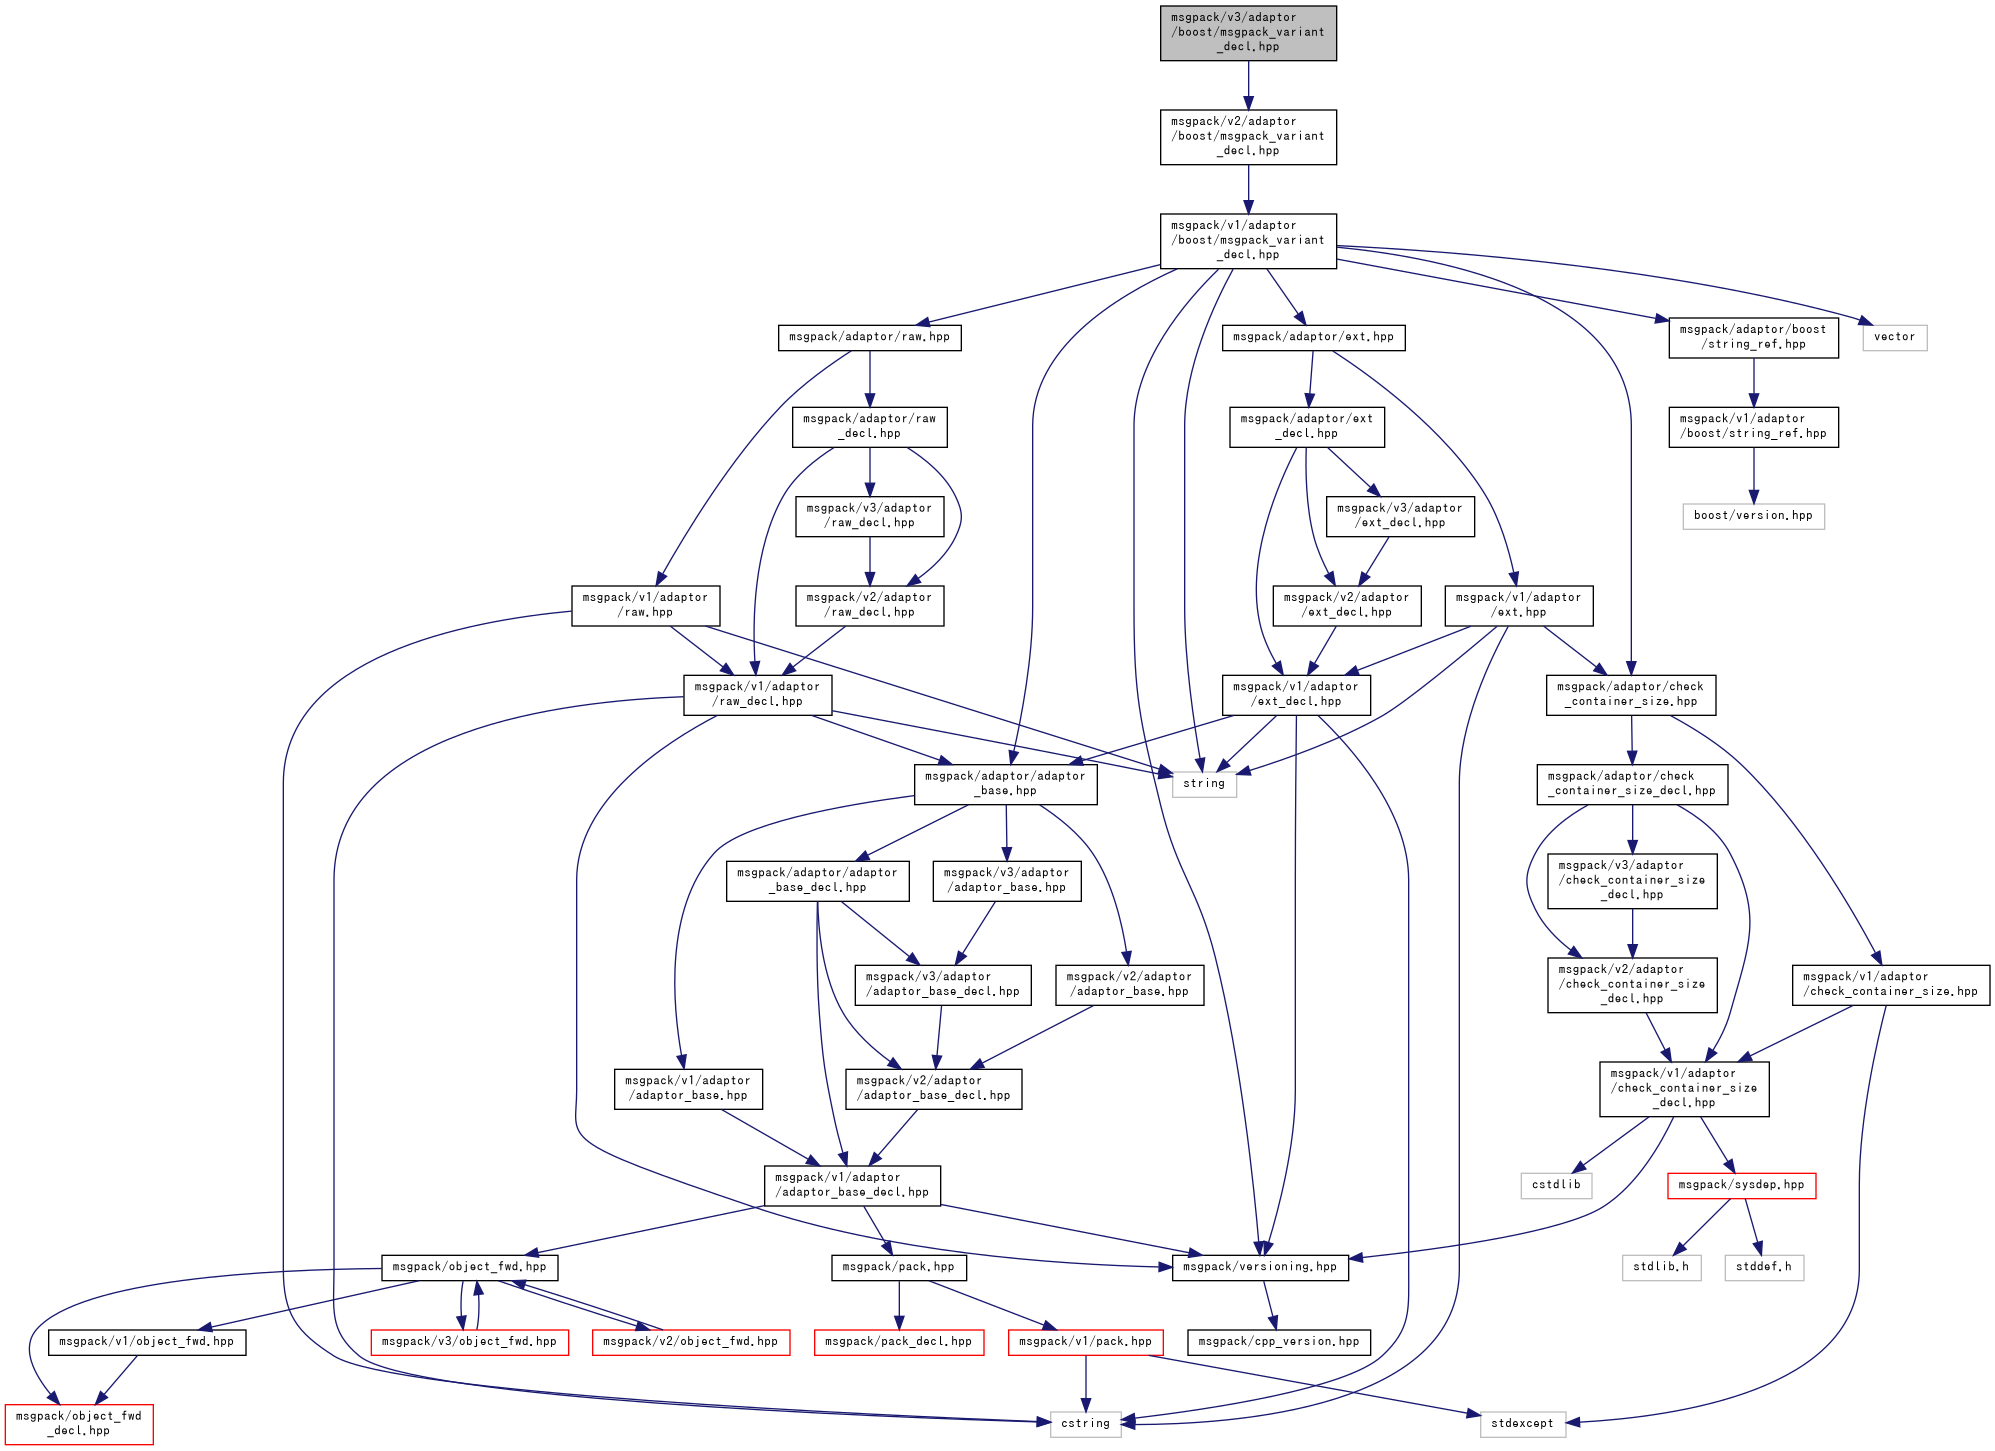 msgpack/v3/adaptor
/boost/msgpack_variant
_decl.hpp
msgpack/v2/adaptor
/boost/msgpack_variant
_decl.hpp
msgpack/v1/adaptor
/boost/msgpack_variant
_decl.hpp
msgpack/adaptor/raw.hpp
msgpack/adaptor/ext.hpp
msgpack/adaptor/boost
/string_ref.hpp
vector
msgpack/adaptor/raw
_decl.hpp
msgpack/adaptor/ext
_decl.hpp
msgpack/v1/adaptor
/boost/string_ref.hpp
msgpack/v3/adaptor
/raw_decl.hpp
msgpack/v3/adaptor
/ext_decl.hpp
boost/version.hpp
msgpack/v1/adaptor
/raw.hpp
msgpack/v2/adaptor
/raw_decl.hpp
msgpack/v2/adaptor
/ext_decl.hpp
msgpack/v1/adaptor
/ext.hpp
msgpack/v1/adaptor
/raw_decl.hpp
msgpack/v1/adaptor
/ext_decl.hpp
msgpack/adaptor/check
_container_size.hpp
msgpack/adaptor/adaptor
_base.hpp
string
msgpack/adaptor/check
_container_size_decl.hpp
msgpack/adaptor/adaptor
_base_decl.hpp
msgpack/v3/adaptor
/adaptor_base.hpp
msgpack/v3/adaptor
/check_container_size
_decl.hpp
msgpack/v3/adaptor
/adaptor_base_decl.hpp
msgpack/v2/adaptor
/adaptor_base.hpp
msgpack/v2/adaptor
/check_container_size
_decl.hpp
msgpack/v1/adaptor
/check_container_size.hpp
msgpack/v1/adaptor
/adaptor_base.hpp
msgpack/v2/adaptor
/adaptor_base_decl.hpp
msgpack/v1/adaptor
/check_container_size
_decl.hpp
msgpack/v1/adaptor
/adaptor_base_decl.hpp
cstdlib
msgpack/sysdep.hpp
msgpack/object_fwd.hpp
msgpack/pack.hpp
msgpack/versioning.hpp
stdlib.h
stddef.h
msgpack/v1/object_fwd.hpp
msgpack/v3/object_fwd.hpp
msgpack/v2/object_fwd.hpp
msgpack/pack_decl.hpp
msgpack/v1/pack.hpp
msgpack/cpp_version.hpp
msgpack/object_fwd
_decl.hpp
cstring
stdexcept